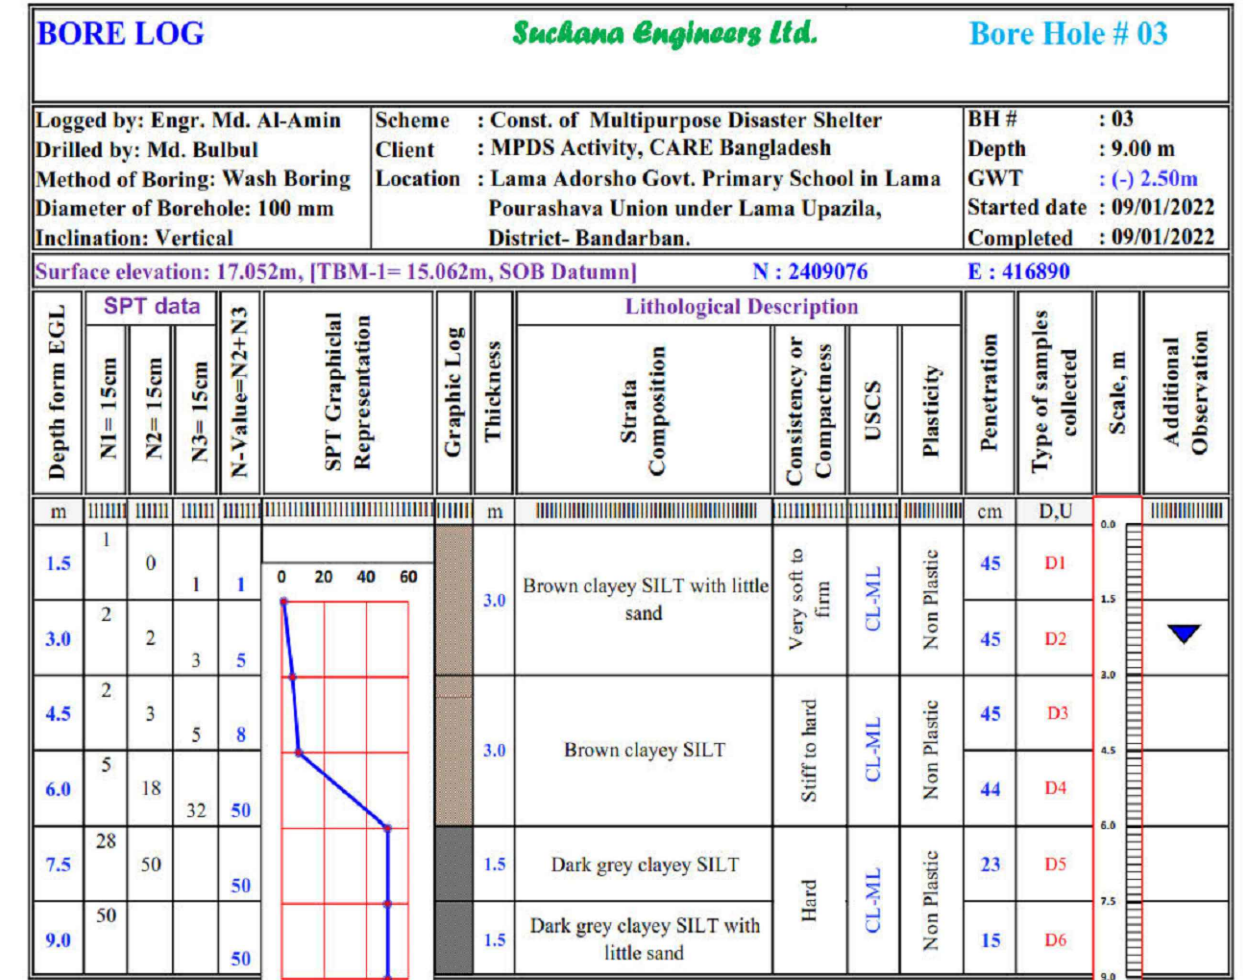 BORE LOG Suchana Engineers Ltd. Bore Hole # 03
Logged by: Engr. Md. Al-Amin
Drilled by: Md. Bulbul
Method of Boring: Wash Boring
Diameter of Borehole: 100 mm
Inclination: Vertical
Scheme : Const. of Multipurpose Disaster Shelter
Client : MPDS Activity, CARE Bangladesh
Location : Lama Adorsho Govt. Primary School in Lama
Pourashava Union under Lama Upazila,
District- Bandarban.
BH # : 03
Depth : 9.00 m
GWT : (-) 2.50m
Started date : 09/01/2022
Completed : 09/01/2022
Surface elevation: 17.052m, [TBM-1= 15.062m, SOB Datumn] N : 2409076 E : 416890
Depth form EGL
SPT data
N1= 15cm
N2= 15cm
N3= 15cm
N-Value=N2+N3
SPT Graphiclal
Representation
Graphic Log
Thickness
Lithological Description
Strata
Composition
Consistency or
Compactness
USCS
Plasticity
Penetration
Type of samples
collected
Scale, m
Additional
Observation
m m cm D,U
0 20 40 60
1.5 1 0 1 1 45 D1
3.0 2 2 3 5 45 D2
3.0
Brown clayey SILT with little
sand
Very soft to
firm
CL-ML
Non Plastic
4.5 2 3 5 8 45 D3
6.0 5 18 32 50 44 D4
3.0
Brown clayey SILT
Stiff to hard
CL-ML
Non Plastic
7.5 28 50 50 1.5 Dark grey clayey SILT 23 D5
9.0 50 50 1.5 Dark grey clayey SILT with
little sand
15 D6
Hard
CL-ML
Non Plastic
0.0
1.5
3.0
4.5
6.0
7.5
9.0